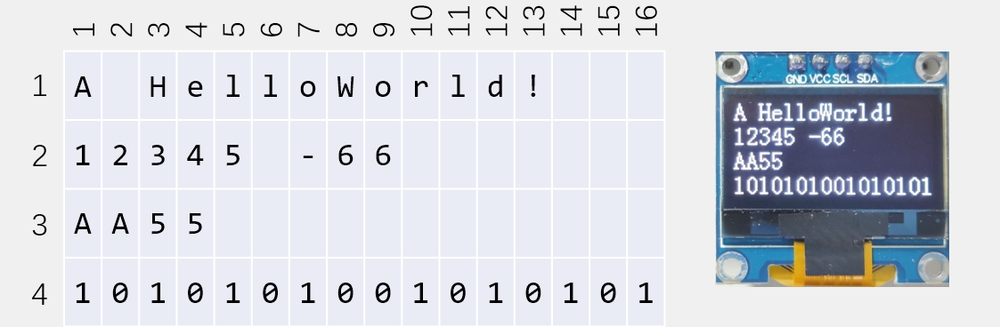 1 2 3 4 5 6 7 8 9 10 11 12 13 14 15 16
1 A HelloWorld!
2 12345 -66
3 AA55
4 1010101001010101
GND VCC SCL SDA
A HelloWorld!
12345 -66
AA55
1010101001010101